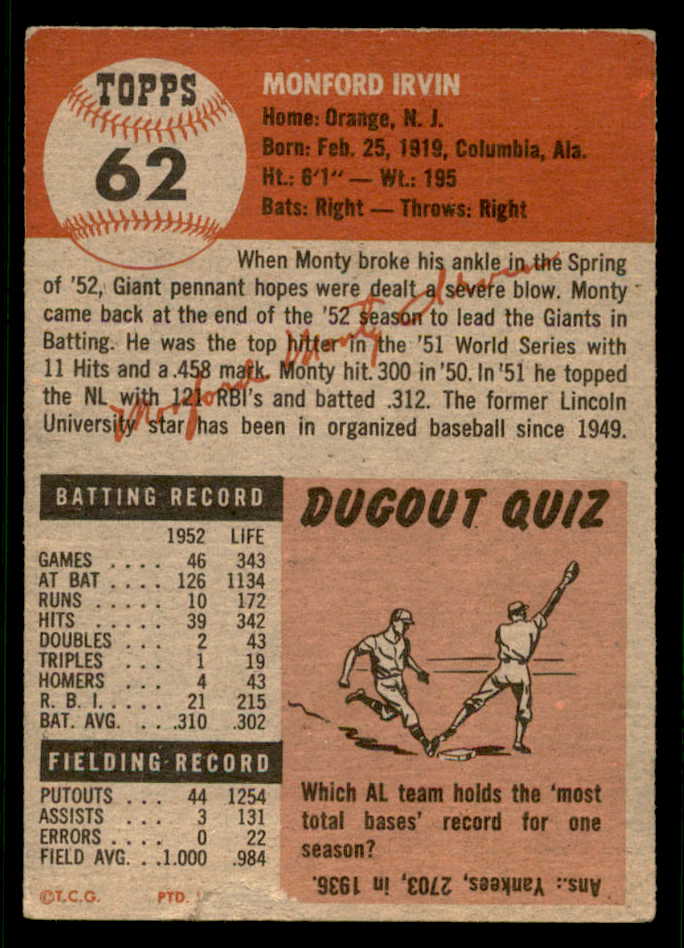 TOPPS
62
MONFORD IRVIN
Home: Orange, N. J.
Born: Feb. 25, 1919, Columbia, Ala.
Ht.: 6'1" — Wt.: 195
Bats: Right — Throws: Right
When Monty broke his ankle in the Spring
of '52, Giant pennant hopes were dealt a severe blow. Monty
came back at the end of the '52 season to lead the Giants in
Batting. He was the top hitter in the '51 World Series with
11 Hits and a .458 mark. Monty hit .300 in '50. In '51 he topped
the NL with 121 RBI's and batted .312. The former Lincoln
University star has been in organized baseball since 1949.
Monford Monty Irvin
BATTING RECORD
1952 LIFE
GAMES .... 46 343
AT BAT .... 126 1134
RUNS ..... 10 172
HITS ..... 39 342
DOUBLES ... 2 43
TRIPLES .... 1 19
HOMERS ... 4 43
R. B. I. .... 21 215
BAT. AVG. ... .310 .302
FIELDING RECORD
PUTOUTS ... 44 1254
ASSISTS .... 3 131
ERRORS .... 0 22
FIELD AVG. .. .1.000 .984
©T.C.G. PTD.
DUGOUT QUIZ
Which AL team holds the 'most
total bases' record for one
season?
Ans.: Yankees, 2703, in 1936.